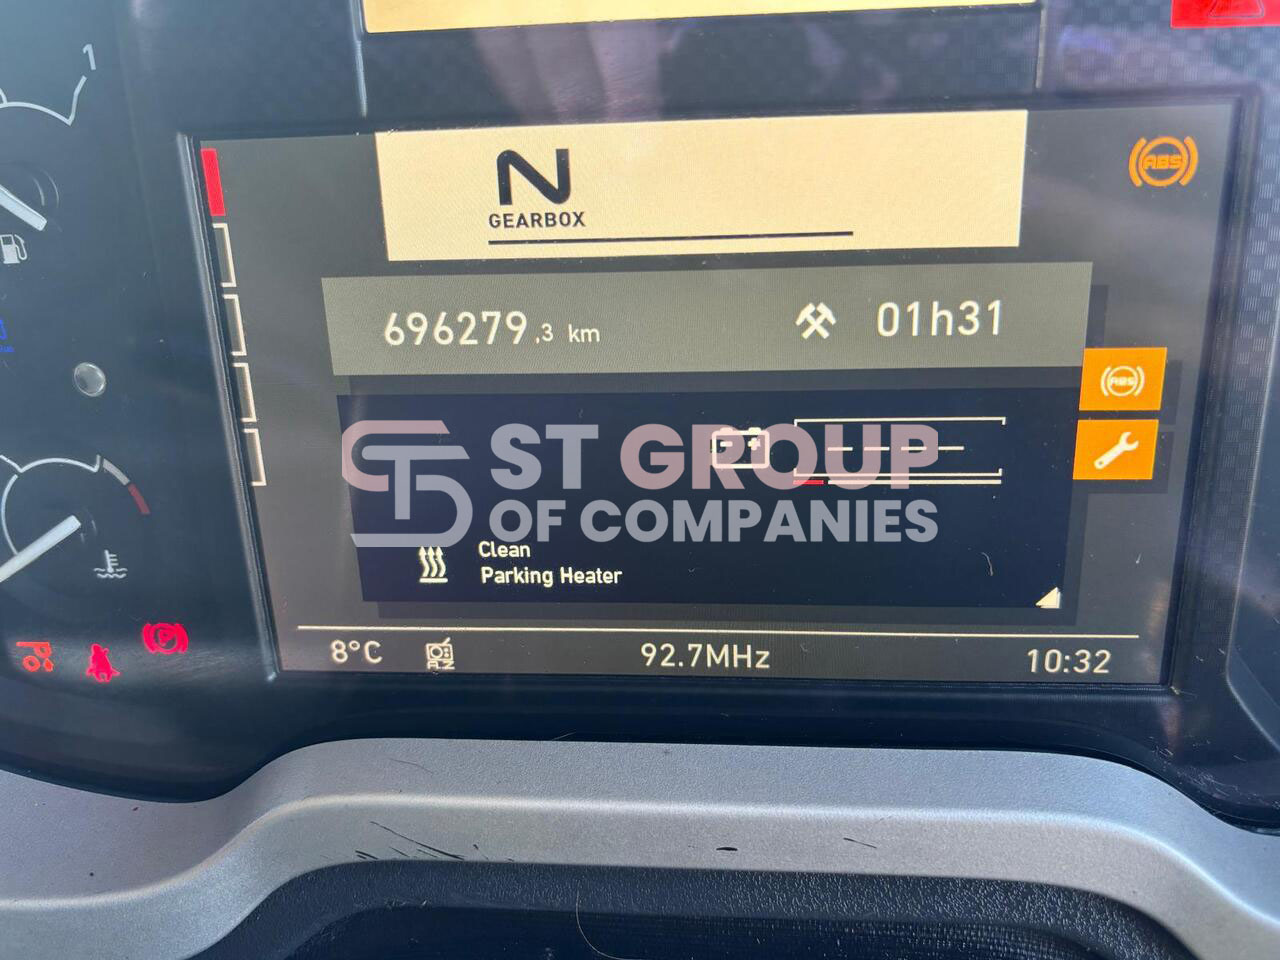 1
N
GEARBOX
ABS
696279,3 km
01h31
ABS
ST GROUP
OF COMPANIES
Clean
Parking Heater
8°C
A.Z
92.7MHz
10:32
P